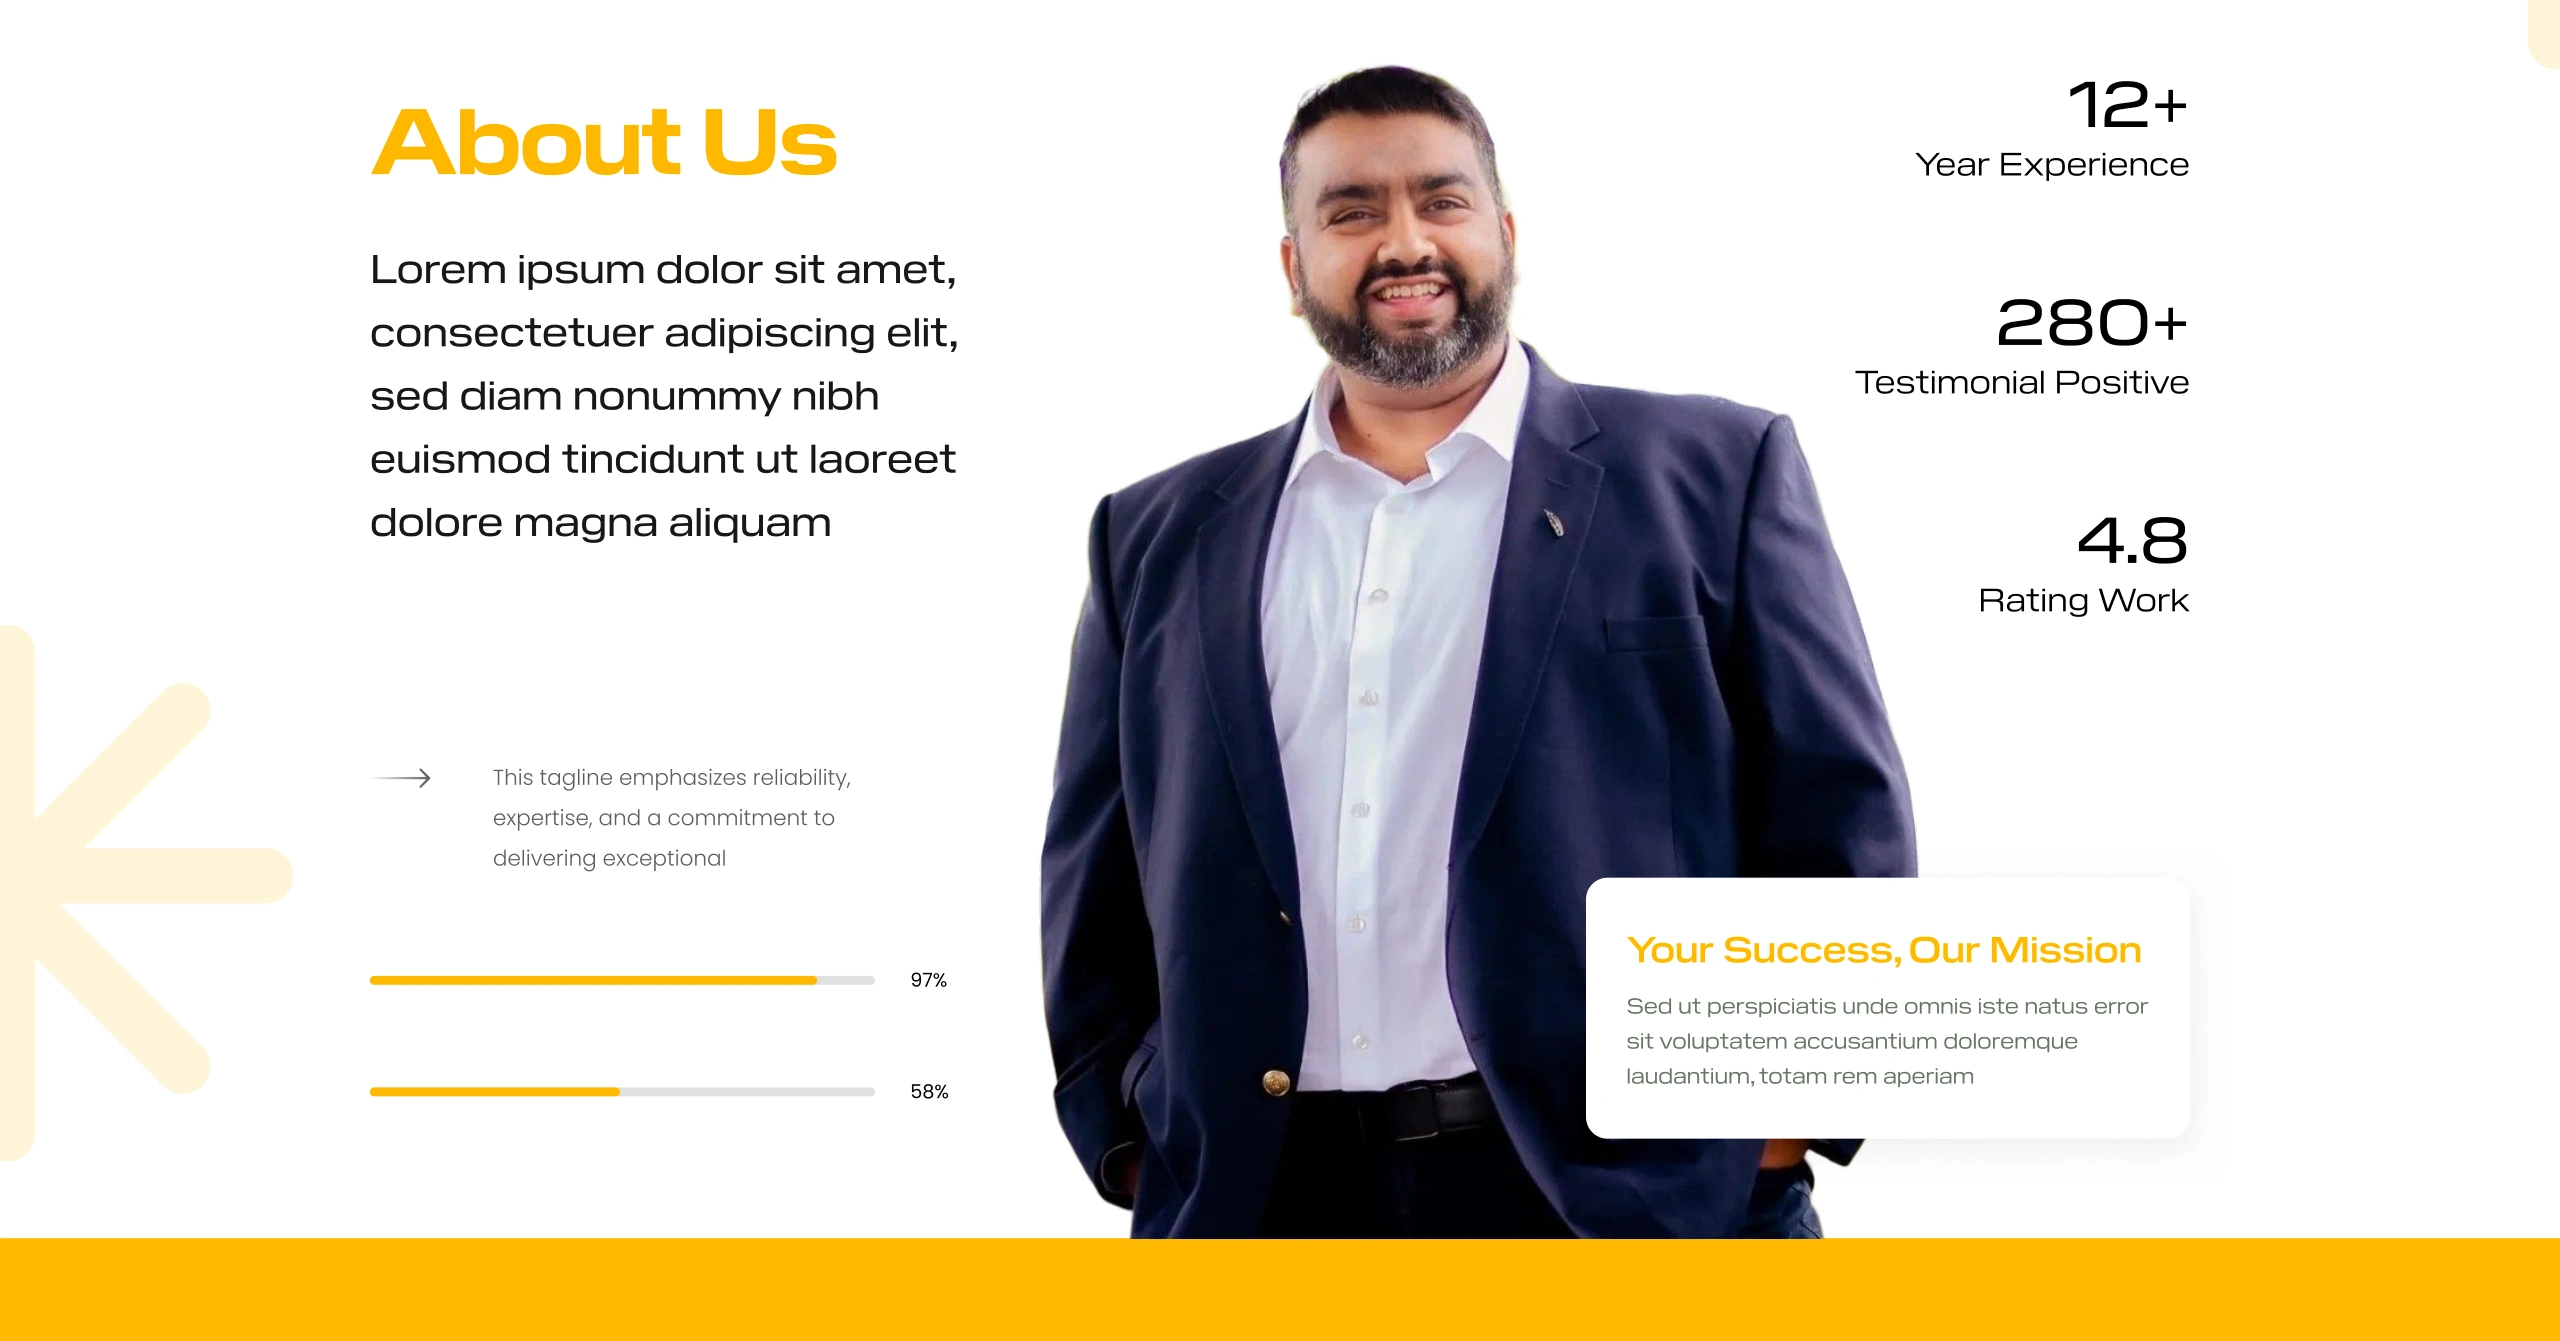 About Us
Lorem ipsum dolor sit amet,
consectetuer adipiscing elit,
sed diam nonummy nibh
euismod tincidunt ut laoreet
dolore magna aliquam
This tagline emphasizes reliability,
expertise, and a commitment to
delivering exceptional
97%
58%
12+
Year Experience
280+
Testimonial Positive
4.8
Rating Work
Your Success, Our Mission
Sed ut perspiciatis unde omnis iste natus error
sit voluptatem accusantium doloremque
laudantium, totam rem aperiam